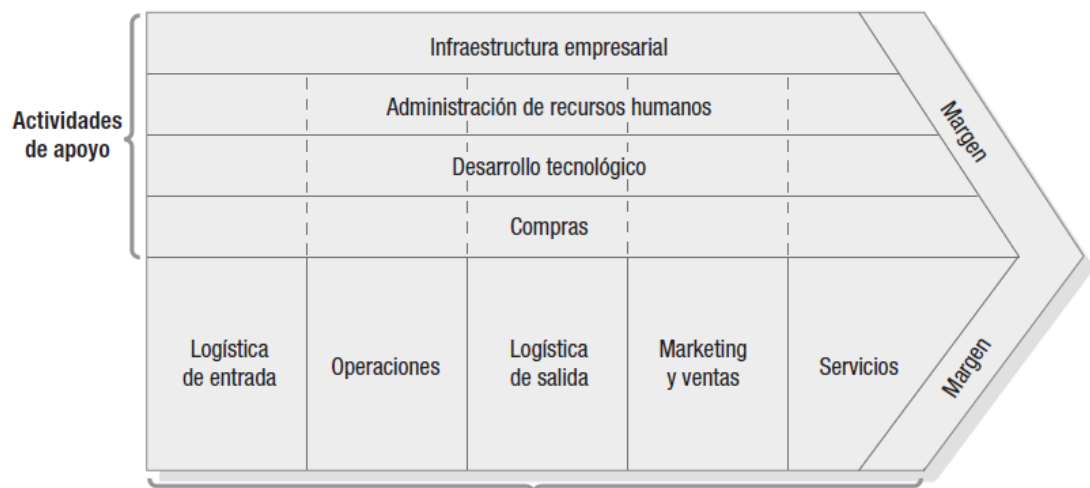 Infraestructura empresarial
Administración de recursos humanos
Actividades
de apoyo
Desarrollo tecnológico
Compras
Margen
Logística
de entrada
Operaciones
Logística
de salida
Marketing
y ventas
Servicios
Margen